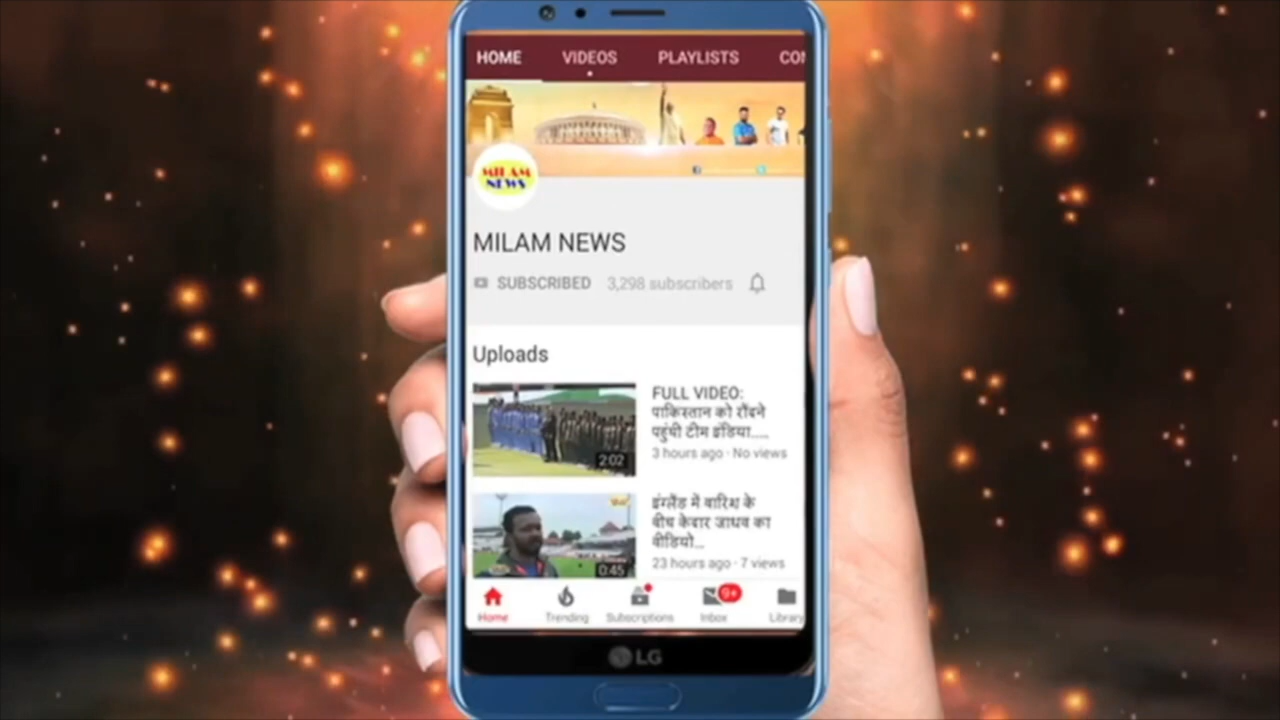 HOME VIDEOS PLAYLISTS CON
MILAM
NEWS
MILAM NEWS
SUBSCRIBED 3,298 subscribers
Uploads
FULL VIDEO:
पाकिस्तान को रौंदने
पहुंची टीम इंडिया.....
3 hours ago · No views
2:02
इंग्लैंड में बारिश के
बीच केदार जाधव का
वीडियो...
23 hours ago · 7 views
0:45
Home Trending Subscriptions Inbox 9+ Library
LG